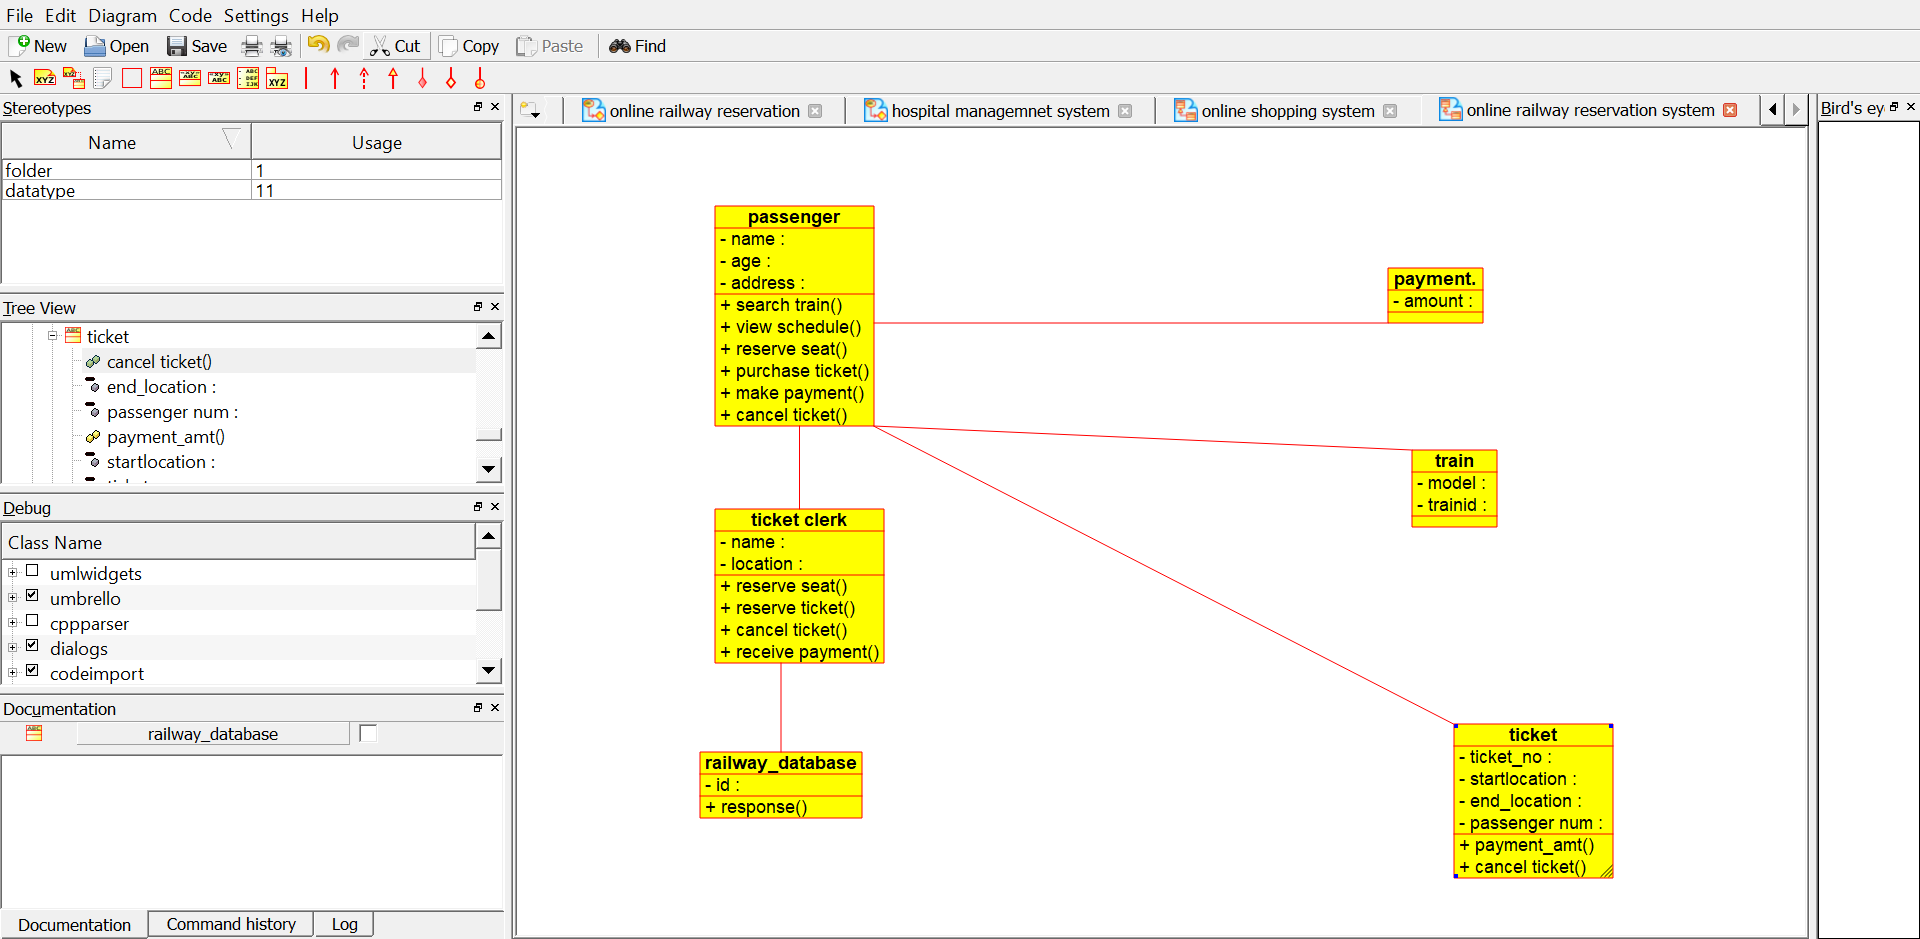 File Edit Diagram Code Settings Help
New Open Save Cut Copy Paste Find
Stereotypes
Name Usage
folder 1
datatype 11
Tree View
ticket
cancel ticket()
end_location :
passenger num :
payment_amt()
startlocation :
Debug
Class Name
umlwidgets
umbrello
cppparser
dialogs
codeimport
Documentation
railway_database
Documentation Command history Log
online railway reservation hospital managemnet system online shopping system online railway reservation system
Bird's ey
passenger
- name :
- age :
- address :
+ search train()
+ view schedule()
+ reserve seat()
+ purchase ticket()
+ make payment()
+ cancel ticket()
payment.
- amount :
train
- model :
- trainid :
ticket clerk
- name :
- location :
+ reserve seat()
+ reserve ticket()
+ cancel ticket()
+ receive payment()
railway_database
- id :
+ response()
ticket
- ticket_no :
- startlocation :
- end_location :
- passenger num :
+ payment_amt()
+ cancel ticket()